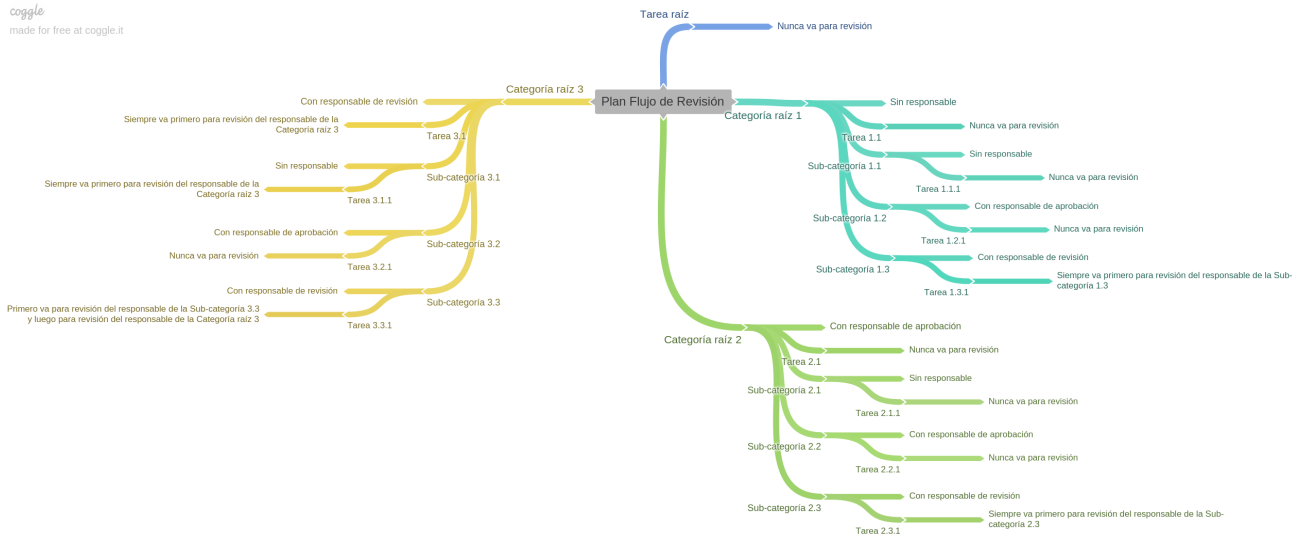 coggle
made for free at coggle.it
Tarea raíz
Nunca va para revisión
Plan Flujo de Revisión
Categoría raíz 3
Con responsable de revisión
Siempre va primero para revisión del responsable de la
Categoría raíz 3
Tarea 3.1
Sin responsable
Sub-categoría 3.1
Siempre va primero para revisión del responsable de la
Categoría raíz 3
Tarea 3.1.1
Con responsable de aprobación
Sub-categoría 3.2
Nunca va para revisión
Tarea 3.2.1
Con responsable de revisión
Sub-categoría 3.3
Primero va para revisión del responsable de la Sub-categoría 3.3
y luego para revisión del responsable de la Categoría raíz 3
Tarea 3.3.1
Categoría raíz 1
Sin responsable
Nunca va para revisión
Tarea 1.1
Sin responsable
Sub-categoría 1.1
Nunca va para revisión
Tarea 1.1.1
Con responsable de aprobación
Sub-categoría 1.2
Nunca va para revisión
Tarea 1.2.1
Con responsable de revisión
Sub-categoría 1.3
Siempre va primero para revisión del responsable de la Sub-
categoría 1.3
Tarea 1.3.1
Categoría raíz 2
Con responsable de aprobación
Nunca va para revisión
Tarea 2.1
Sin responsable
Sub-categoría 2.1
Nunca va para revisión
Tarea 2.1.1
Con responsable de aprobación
Sub-categoría 2.2
Nunca va para revisión
Tarea 2.2.1
Con responsable de revisión
Sub-categoría 2.3
Siempre va primero para revisión del responsable de la Sub-
categoría 2.3
Tarea 2.3.1